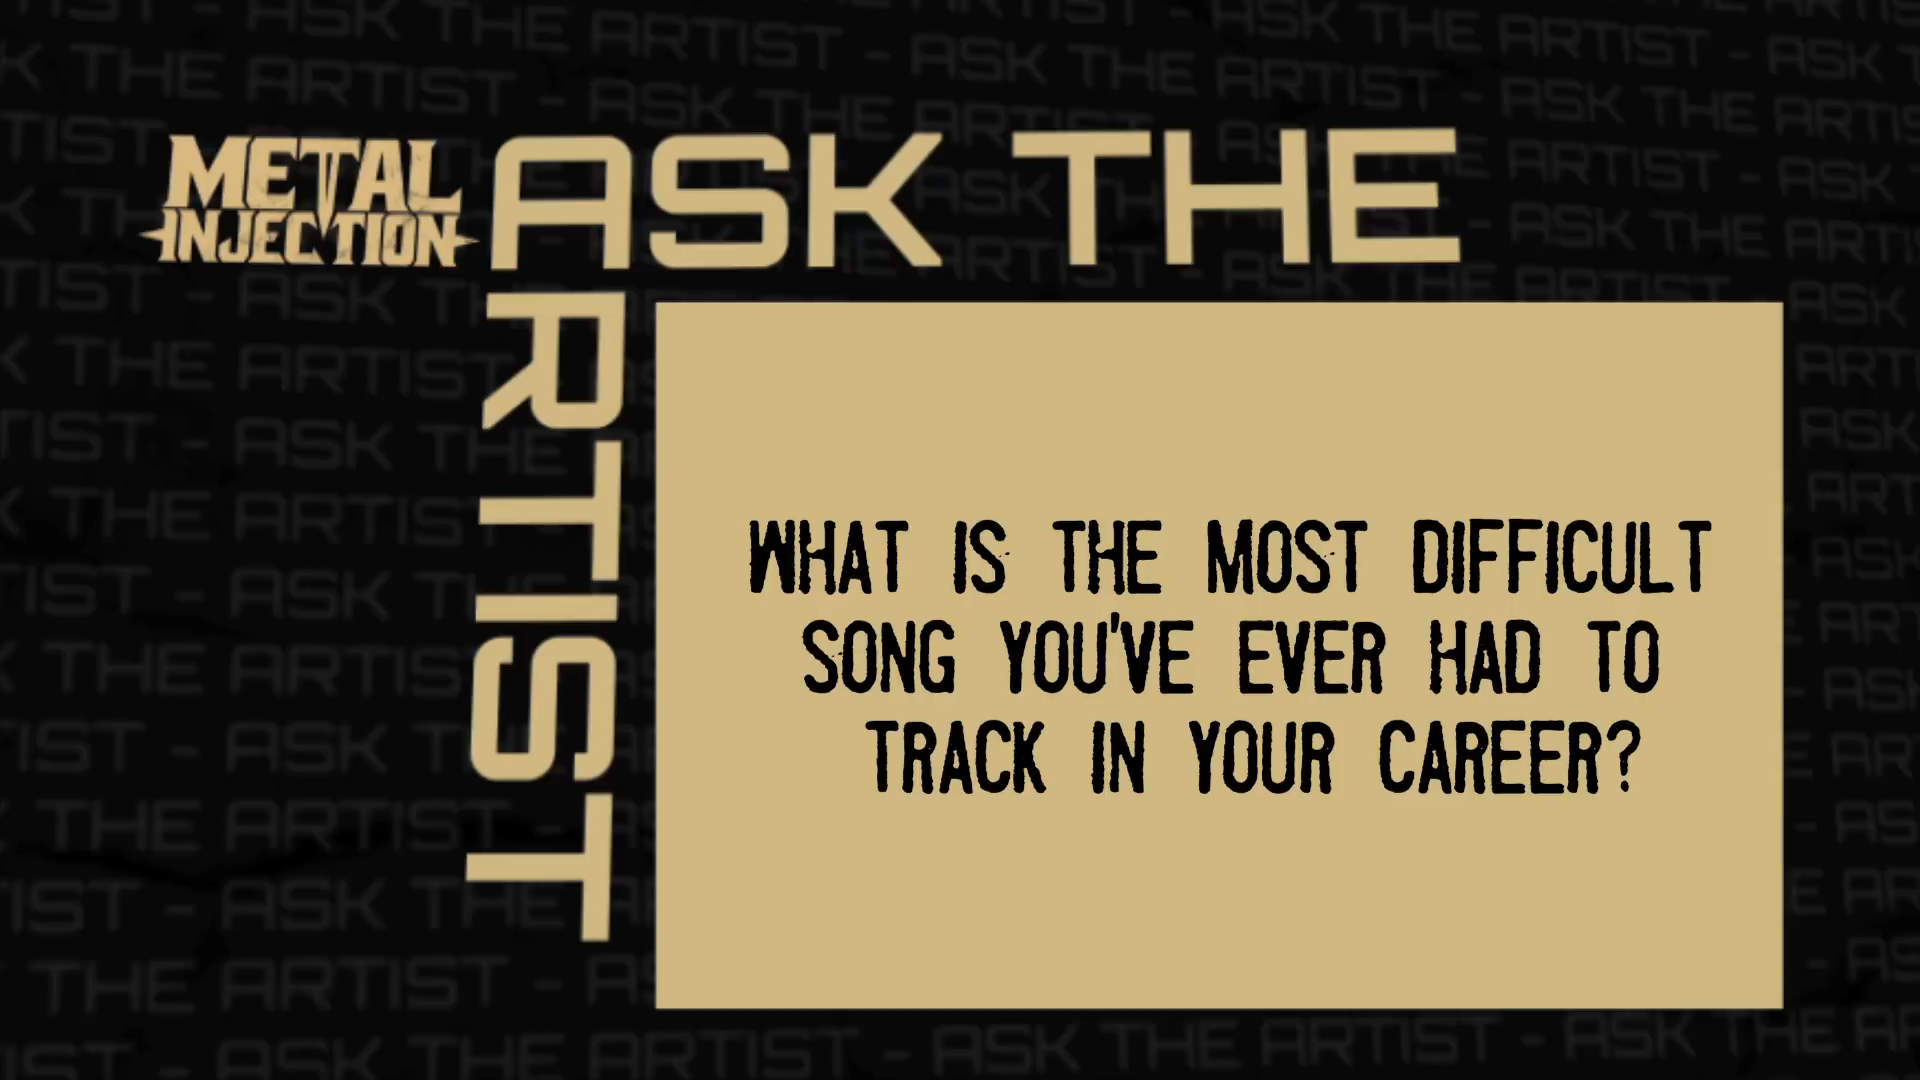 METAL
INJECTION
ASK THE
ARTIST
WHAT IS THE MOST DIFFICULT
SONG YOU'VE EVER HAD TO
TRACK IN YOUR CAREER?